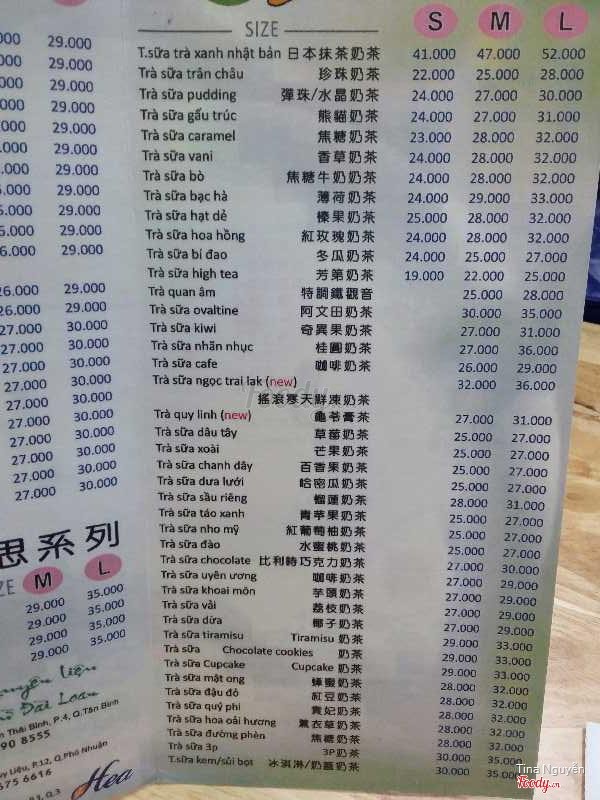 SIZE S M L
T.sữa trà xanh nhật bản 日本抹茶奶茶 41.000 47.000 52.000
Trà sữa trân châu 珍珠奶茶 22.000 25.000 28.000
Trà sữa pudding 彈珠/水晶奶茶 24.000 27.000 30.000
Trà sữa gấu trúc 熊貓奶茶 24.000 27.000 31.000
Trà sữa caramel 焦糖奶茶 23.000 28.000 32.000
Trà sữa vani 香草奶茶 24.000 28.000 32.000
Trà sữa bò 焦糖牛奶奶茶 24.000 28.000 32.000
Trà sữa bạc hà 薄荷奶茶 24.000 29.000 33.000
Trà sữa hạt dẻ 榛果奶茶 25.000 28.000 32.000
Trà sữa hoa hồng 紅玫瑰奶茶 24.000 28.000 32.000
Trà sữa bí đao 冬瓜奶茶 24.000 25.000 27.000
Trà sữa high tea 芳第奶茶 19.000 22.000 25.000
Trà quan âm 特調鐵觀音 25.000 28.000
Trà sữa ovaltine 阿文田奶茶 30.000 35.000
Trà sữa kiwi 奇異果奶茶 27.000 31.000
Trà sữa nhãn nhục 桂圓奶茶 27.000 36.000
Trà sữa cafe 咖啡奶茶 26.000 29.000
Trà sữa ngọc trai lak (new) 32.000 36.000
搖滾寒天鮮凍奶茶
Trà quy linh (new) 龜苓膏茶 27.000 31.000
Trà sữa dâu tây 草莓奶茶 25.000 27.000
Trà sữa xoài 芒果奶茶 25.000 27.000
Trà sữa chanh dây 百香果奶茶 25.000 27.000
Trà sữa dưa lưới 哈密瓜奶茶 25.000 27.000
Trà sữa sầu riêng 榴蓮奶茶 28.000 31.000
Trà sữa táo xanh 青苹果奶茶 25.000 27.000
Trà sữa nho mỹ 紅葡萄柚奶茶 25.000 27.000
Trà sữa đào 水蜜桃奶茶 25.000 27.000
Trà sữa chocolate 比利時巧克力奶茶 27.000 30.000
Trà sữa uyên ương 咖啡奶茶 27.000 29.000
Trà sữa khoai môn 芋頭奶茶 27.000 29.000
Trà sữa vải 荔枝奶茶 25.000 27.000
Trà sữa dừa 椰子奶茶 27.000 29.000
Trà sữa tiramisu Tiramisu 奶茶 27.000 29.000
Trà sữa Chocolate cookies 奶茶 29.000 33.000
Trà sữa Cupcake Cupcake 奶茶 29.000 33.000
Trà sữa mật ong 蜂蜜奶茶 28.000 32.000
Trà sữa đậu đỏ 紅豆奶茶 28.000 32.000
Trà sữa quý phi 貴妃奶茶 28.000 32.000
Trà sữa hoa oải hương 薰衣草奶茶 28.000 32.000
Trà sữa đường phèn 焦糖奶茶 28.000 32.000
Trà sữa 3p 3P奶茶 30.000 35.000
T.sữa kem/sủi bọt 冰淇淋/奶蓋奶茶 30.000 35.000
29.000
29.000
29.000
29.000
29.000
29.000
29.000
29.000
29.000
29.000
29.000
26.000 29.000
26.000 29.000
27.000 30.000
27.000 30.000
27.000 30.000
27.000 30.000
27.000 30.000
27.000 30.000
27.000 30.000
27.000 30.000
27.000 30.000
思系列
M L
29.000 35.000
29.000 35.000
29.000 35.000
29.000 35.000
Đài Loan
Thái Bình, P.4, Q.Tân Bình
90 8555
Liệu, P.12, Q.Phú Nhuận
675 6616
Hea
Tina Nguyễn
Foody.vn